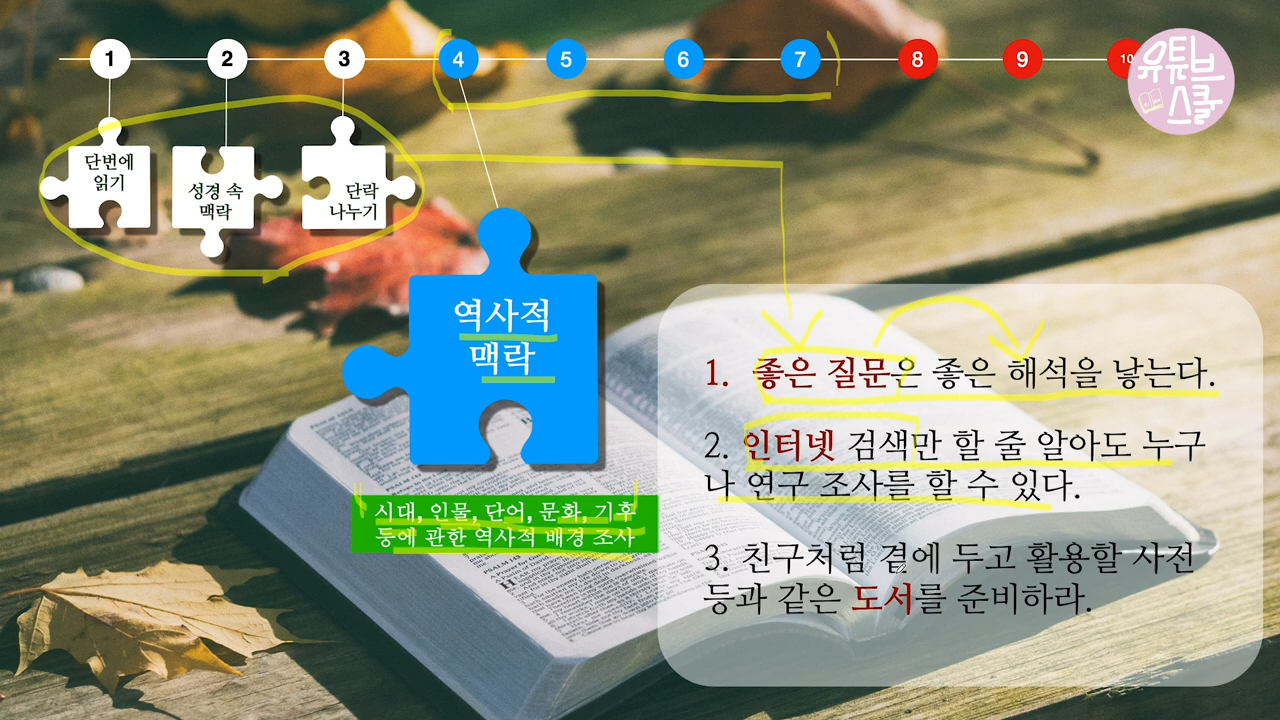 1 2 3 4 5 6 7 8 9 10
유튜브
스쿨
단번에
읽기
성경 속
맥락
단락
나누기
역사적
맥락
시대, 인물, 단어, 문화, 기후
등에 관한 역사적 배경 조사
1. 좋은 질문은 좋은 해석을 낳는다.
2. 인터넷 검색만 할 줄 알아도 누구
나 연구 조사를 할 수 있다.
3. 친구처럼 곁에 두고 활용할 사전
등과 같은 도서를 준비하라.